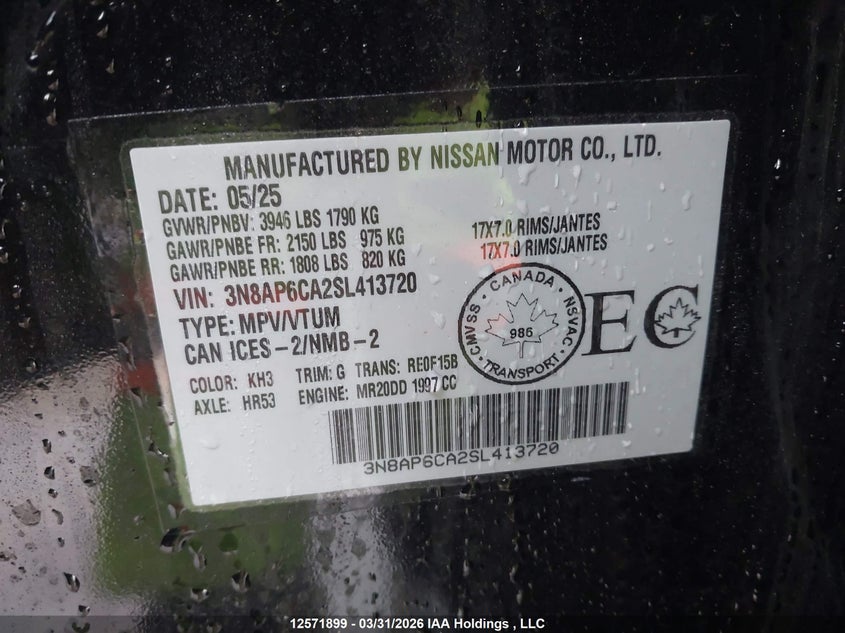 MANUFACTURED BY NISSAN MOTOR CO., LTD.
DATE: 05/25
GVWR/PNBV: 3946 LBS 1790 KG
GAWR/PNBE FR: 2150 LBS 975 KG 17X7.0 RIMS/JANTES
GAWR/PNBE RR: 1808 LBS 820 KG 17X7.0 RIMS/JANTES
VIN: 3N8AP6CA2SL413720
TYPE: MPV/VTUM
CAN ICES-2/NMB-2
CANADA
CMVSS NSVAC
986
TRANSPORT
EC
COLOR: KH3 TRIM: G TRANS: RE0F15B
AXLE: HR53 ENGINE: MR20DD 1997 CC
3N8AP6CA2SL413720
12571899 - 03/31/2026 IAA Holdings , LLC